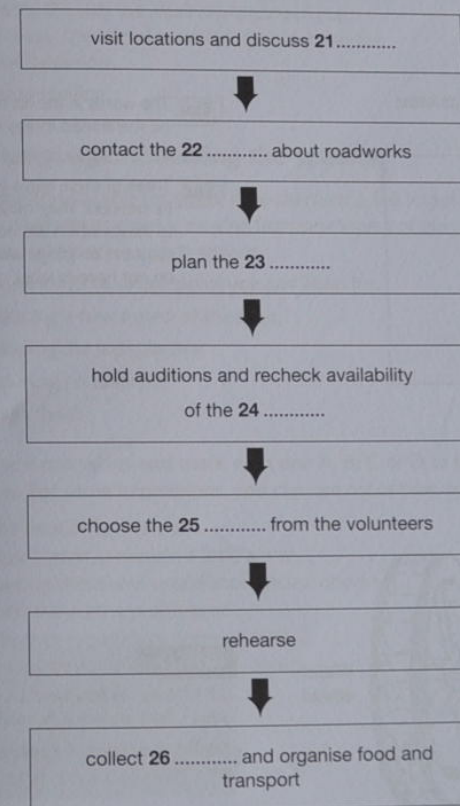 visit locations and discuss 21............
contact the 22 ............ about roadworks
plan the 23 ............
hold auditions and recheck availability
of the 24 ............
choose the 25 ............ from the volunteers
rehearse
collect 26 ............ and organise food and
transport